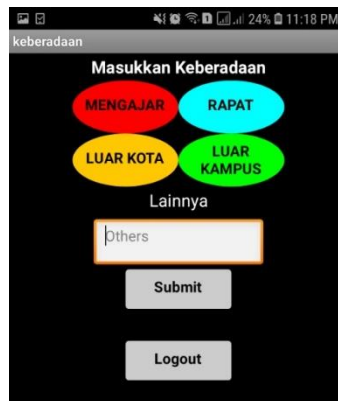 24% 11:18 PM
keberadaan
Masukkan Keberadaan
MENGAJAR RAPAT
LUAR KOTA LUAR
KAMPUS
Lainnya
Others
Submit
Logout